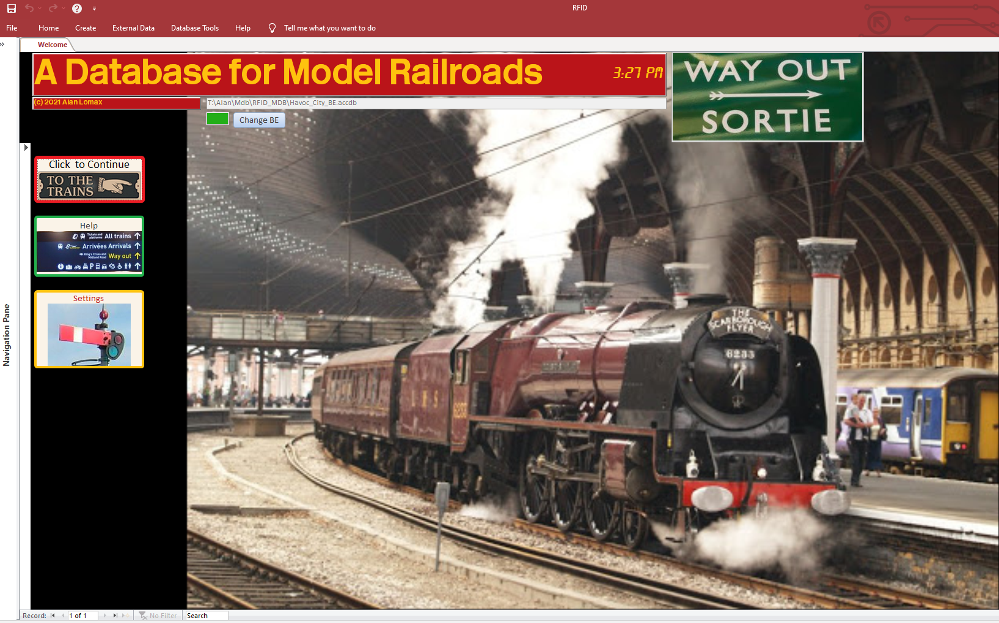 RFID
File Home Create External Data Database Tools Help Tell me what you want to do
»
Welcome
A Database for Model Railroads
3:27 PM
WAY OUT
SORTIE
(c) 2021 Alan Lomax
T:\Alan\Mdb\RFID_MDB\Havoc_City_BE.accdb
Change BE
Click to Continue
TO THE
TRAINS
Help
Tickets and
platforms
All trains
Arrivées Arrivals
King's Cross and
Midland Road
Way out
P
Settings
Navigation Pane
THE
SCARBOROUGH
FLYER
6233
L M S
6233
Record: 1 of 1 No Filter Search